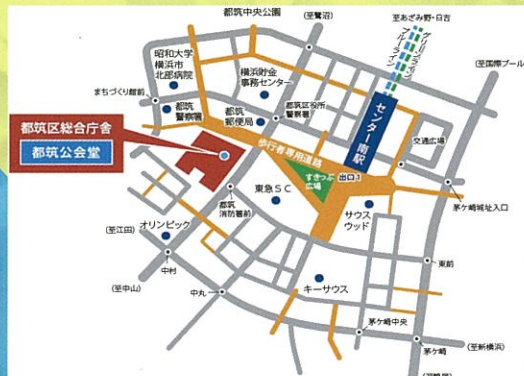 都筑中央公園
(至鷺沼)
至あざみ野・日吉
グリーンライン
ブルーライン
(至国際プール)
昭和大学
横浜市
北部病院
横浜貯金
事務センター
まちづくり館前
都筑
警察署
都筑
郵便局
都筑区役所
警察署前
センター南駅
交通広場
都筑区総合庁舎
都筑公会堂
歩行者専用道路
すきっぷ
広場
出口1
茅ケ崎城址入口
都筑
消防署前
東急SC
サウス
ウッド
オリンピック
(至江田)
中村
東前
キーサウス
(至中山)
中丸
茅ケ崎中央
茅ケ崎
(至新横浜)